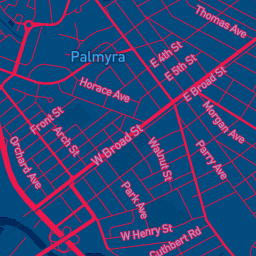 Thomas Ave
Palmyra
E 4th St
E 5th St
Horace Ave
E Broad St
Morgan Ave
Front St
Arch St
W Broad St
Walnut St
Parry Ave
Orchard Ave
Park Ave
W Henry St
Cuthbert Rd